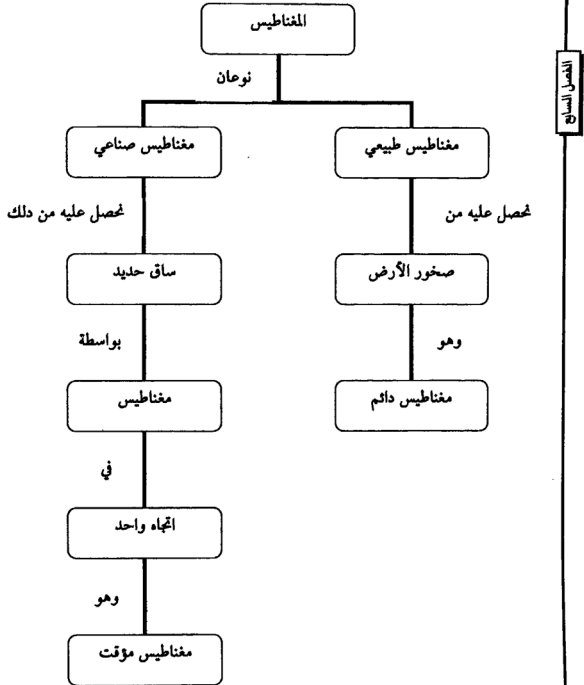 الفصل السابع
المغناطيس
نوعان
مغناطيس طبيعي
نحصل عليه من
صخور الأرض
وهو
مغناطيس دائم
مغناطيس صناعي
نحصل عليه من دلك
ساق حديد
بواسطة
مغناطيس
في
اتجاه واحد
وهو
مغناطيس مؤقت